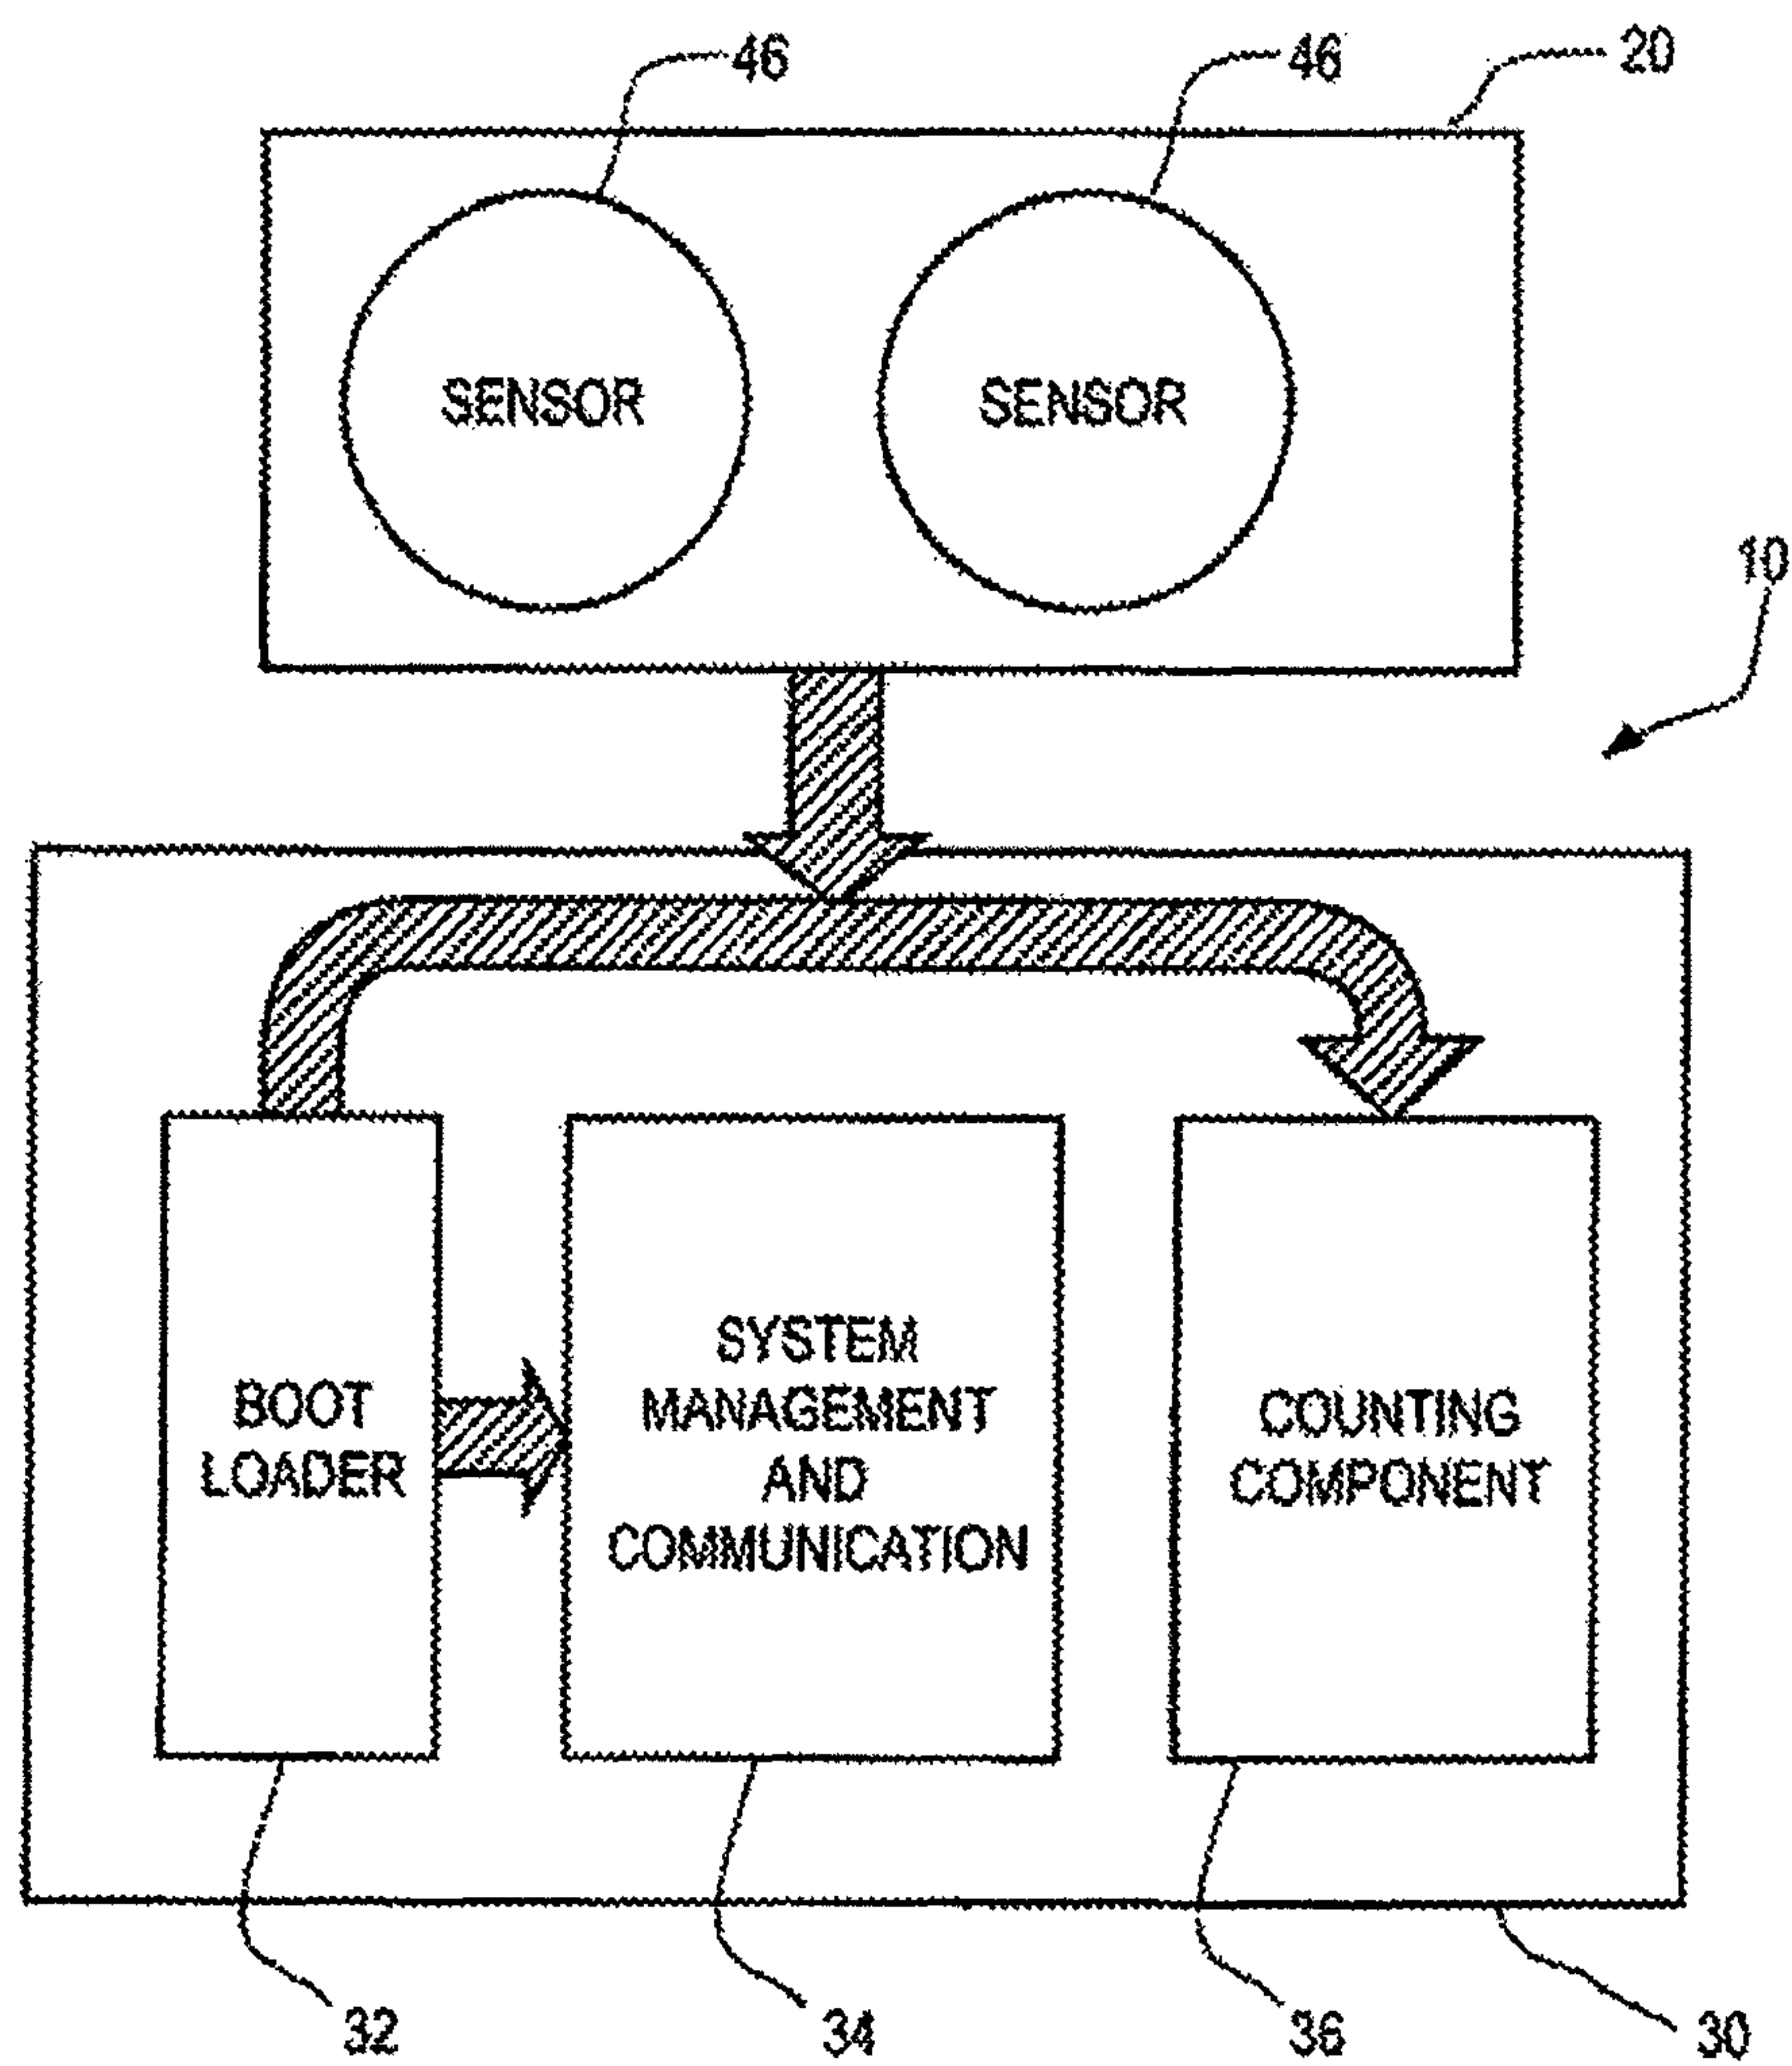 46
46
20
SENSOR
SENSOR
10
BOOT
LOADER
SYSTEM
MANAGEMENT
AND
COMMUNICATION
COUNTING
COMPONENT
32
34
36
30